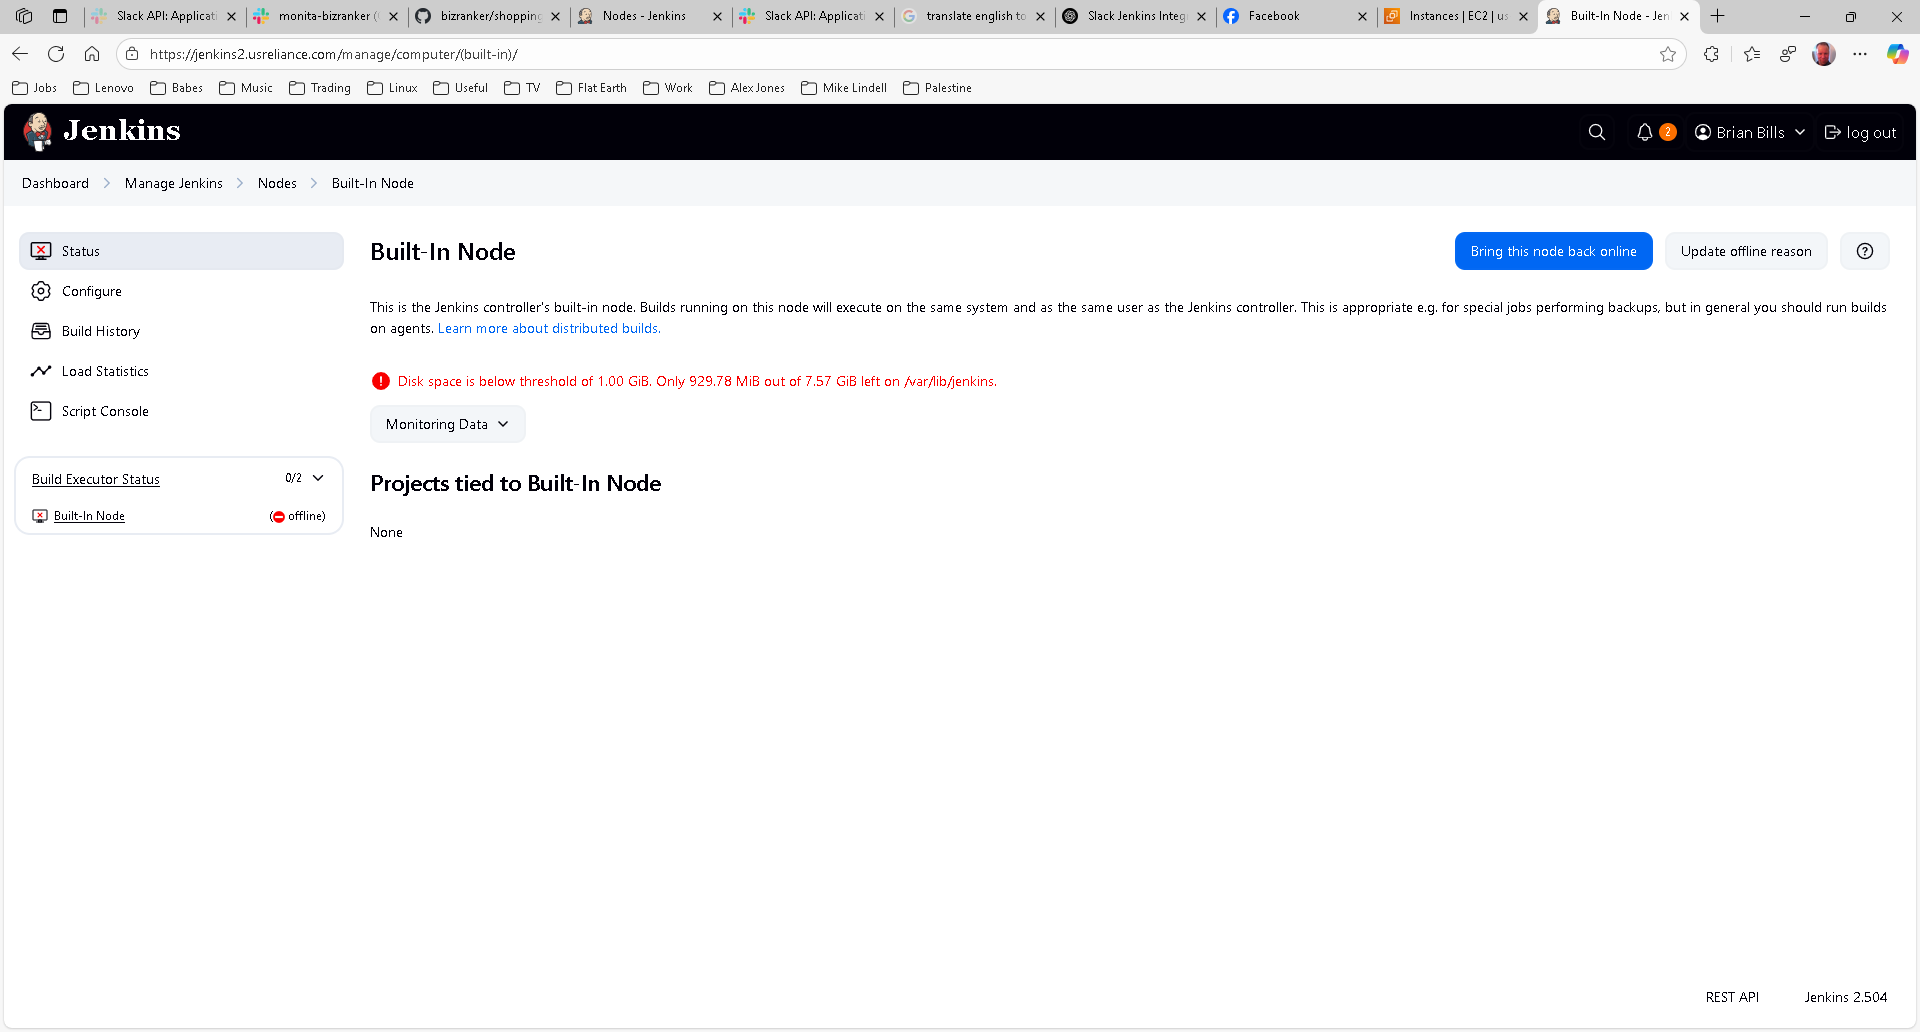 Slack API: Applicati
monita-bizranker (
bizranker/shopping
Nodes - Jenkins
Slack API: Applicati
translate english to
Slack Jenkins Integ
Facebook
Instances | EC2 | us
Built-In Node - Jen
https://jenkins2.usreliance.com/manage/computer/(built-in)/
Jobs
Lenovo
Babes
Music
Trading
Linux
Useful
TV
Flat Earth
Work
Alex Jones
Mike Lindell
Palestine
Jenkins
2
Brian Bills
log out
Dashboard
Manage Jenkins
Nodes
Built-In Node
Status
Configure
Build History
Load Statistics
Script Console
Build Executor Status
0/2
Built-In Node
(offline)
Built-In Node
Bring this node back online
Update offline reason
This is the Jenkins controller's built-in node. Builds running on this node will execute on the same system and as the same user as the Jenkins controller. This is appropriate e.g. for special jobs performing backups, but in general you should run builds
on agents. Learn more about distributed builds.
Disk space is below threshold of 1.00 GiB. Only 929.78 MiB out of 7.57 GiB left on /var/lib/jenkins.
Monitoring Data
Projects tied to Built-In Node
None
REST API
Jenkins 2.504